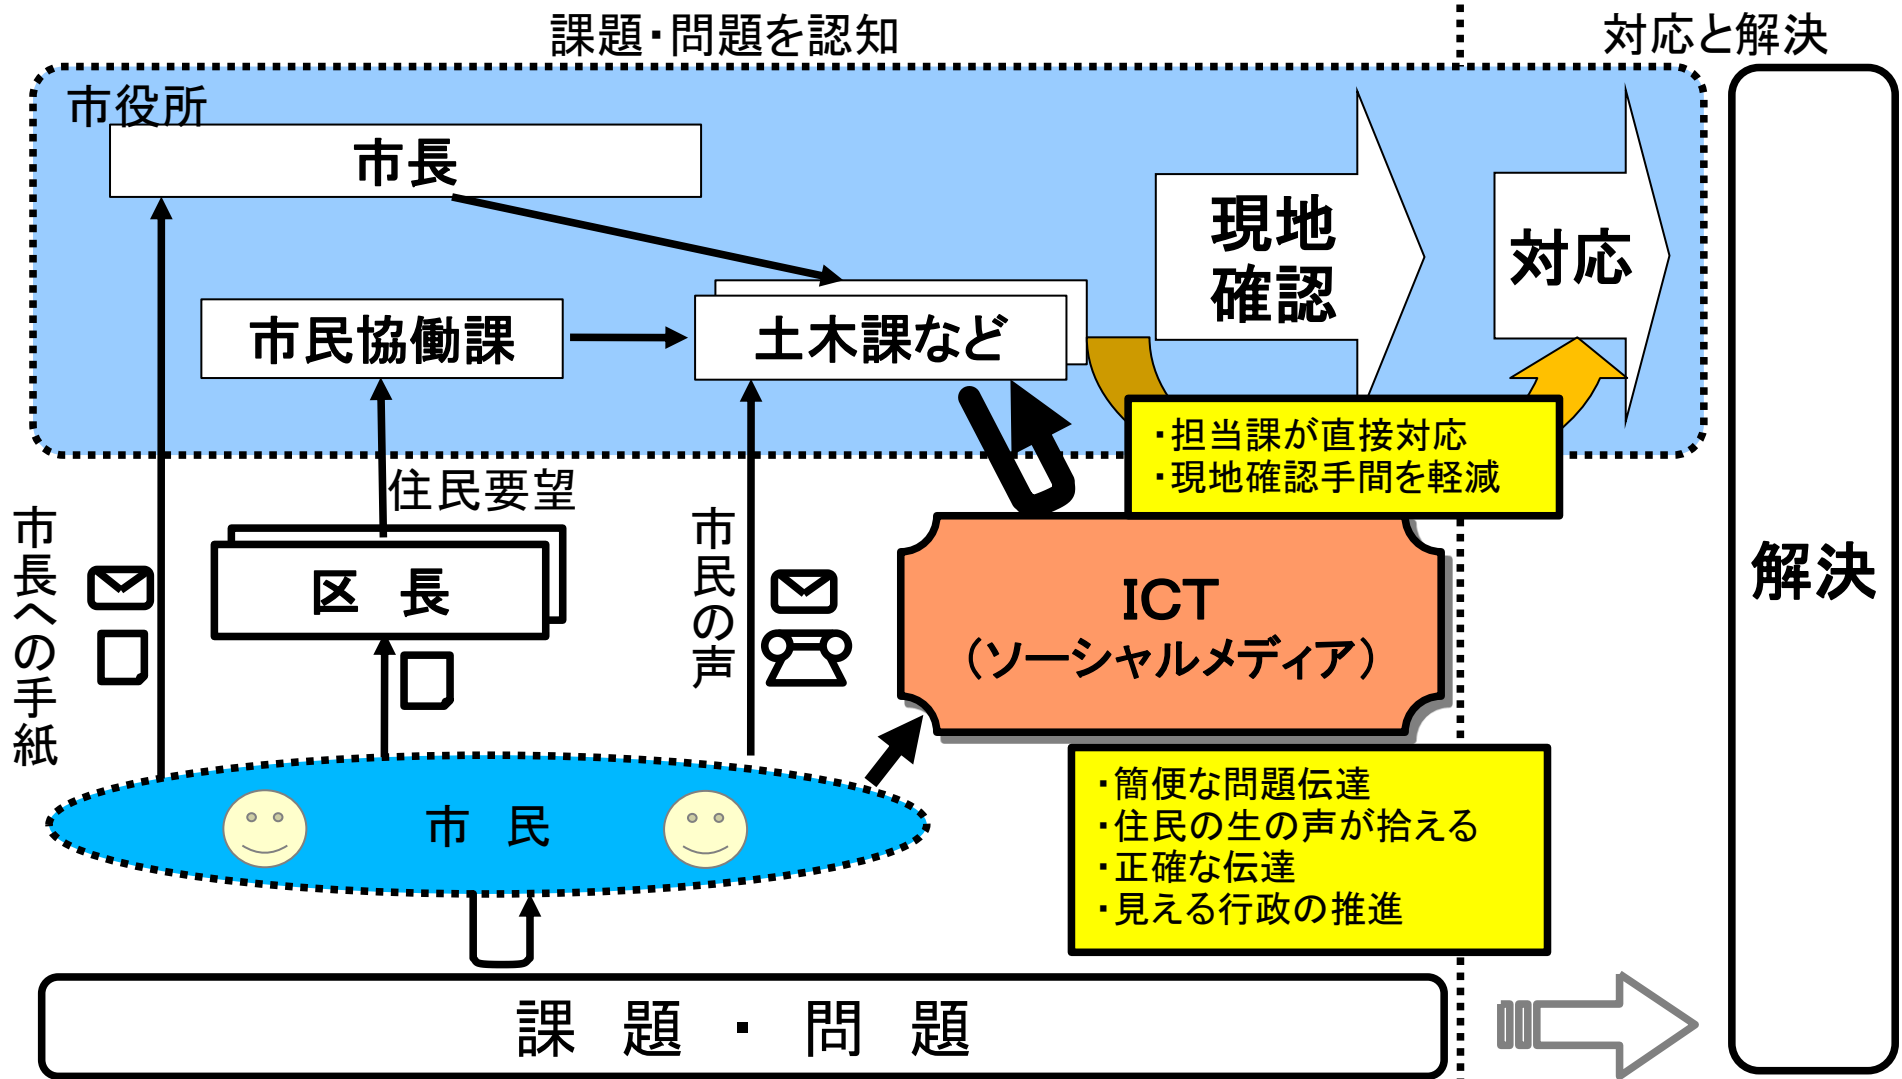 課題・問題を認知
対応と解決
市役所
市長
市民協働課
土木課など
現地
確認
対応
・担当課が直接対応
・現地確認手間を軽減
住民要望
市長への手紙
区　長
市民の声
ICT
（ソーシャルメディア）
解決
・簡便な問題伝達
・住民の生の声が拾える
・正確な伝達
・見える行政の推進
市　民
課　題　・　問　題